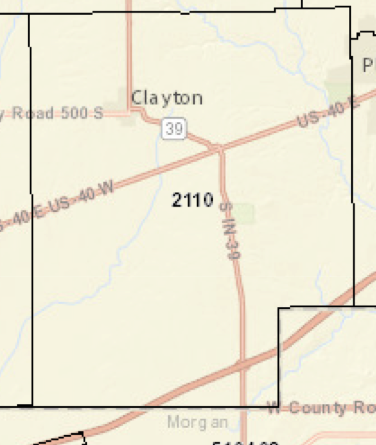 P
Clayton
y Road 500 S
39
US-40 E
2110
S-40 E US-40 W
S IN-39
W County Ro
Morgan